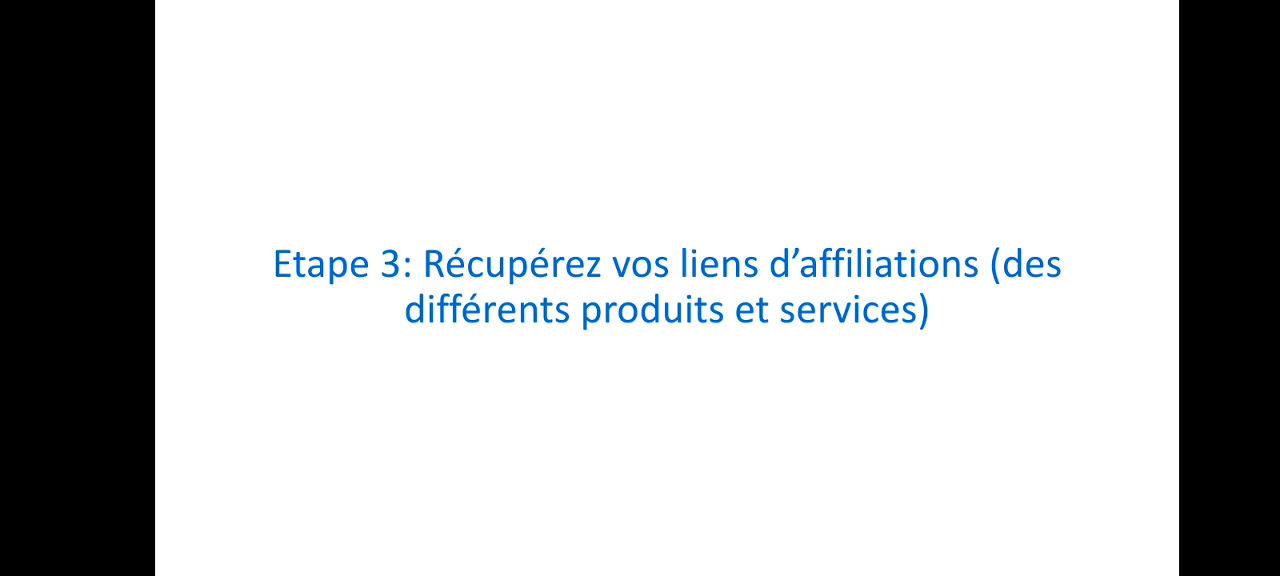 Etape 3: Récupérez vos liens d’affiliations (des
différents produits et services)